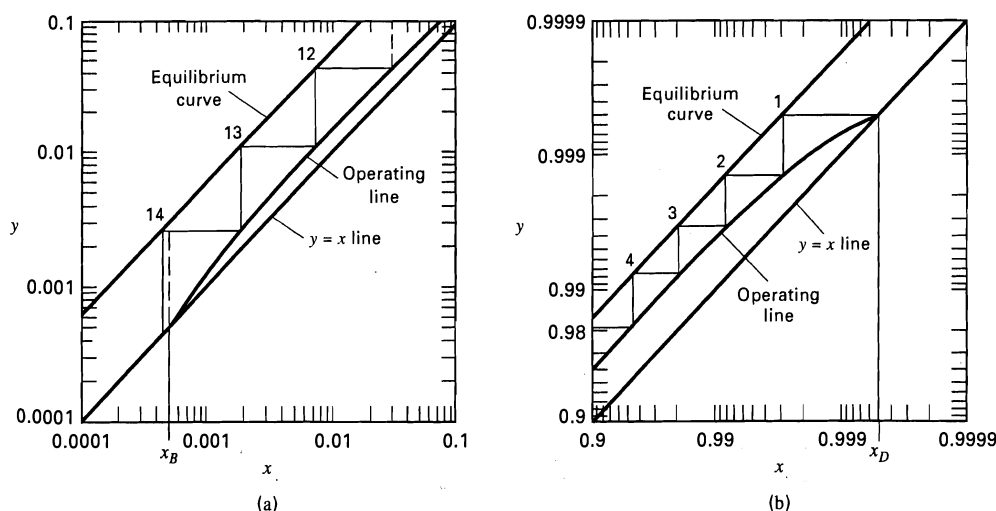 0.1
12
Equilibrium
curve
13
0.01
Operating
line
14
y
y = x line
0.001
0.0001
0.0001
0.001
0.01
0.1
x_B
x
(a)
0.9999
1
Equilibrium
curve
0.999
2
3
y = x line
y
4
0.99
Operating
line
0.98
0.9
0.9
0.99
0.999
0.9999
x
x_D
(b)